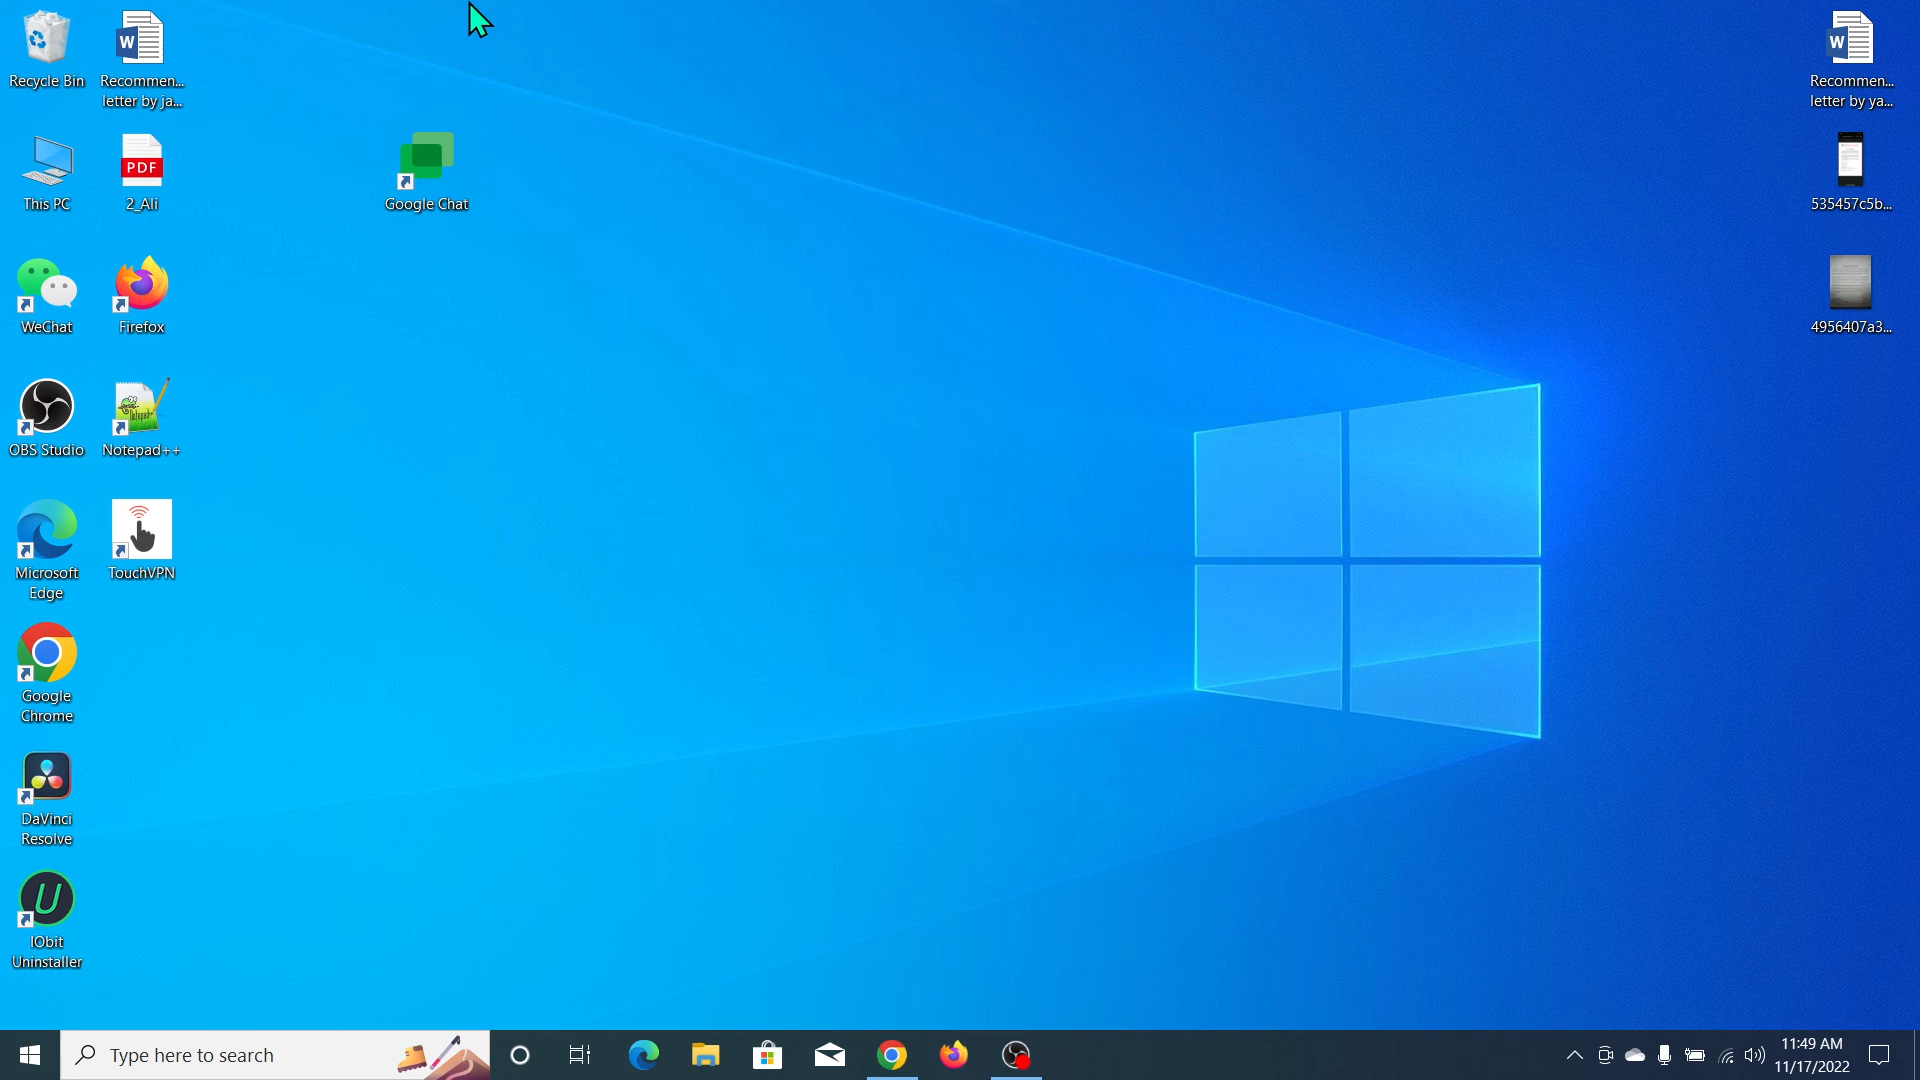 Recycle Bin
Recommen...
letter by ja...
Recommen...
letter by ya...
This PC
PDF
2_Ali
Google Chat
535457c5b...
WeChat
Firefox
4956407a3...
OBS Studio
Notepad++
Microsoft
Edge
TouchVPN
Google
Chrome
DaVinci
Resolve
IObit
Uninstaller
Type here to search
11:49 AM
11/17/2022